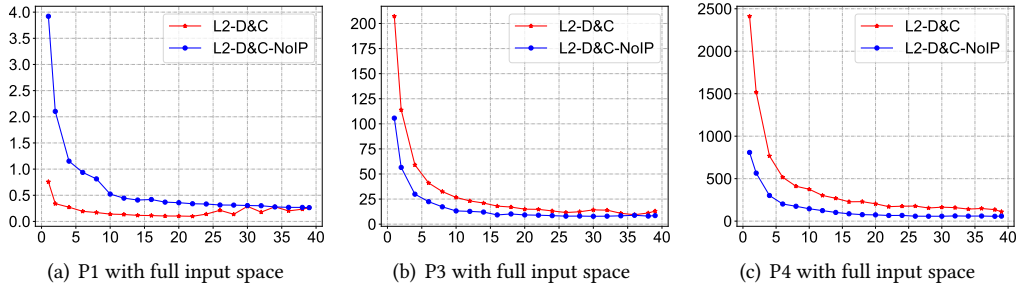 4.0
3.5
3.0
2.5
2.0
1.5
1.0
0.5
0.0
0 5 10 15 20 25 30 35 40
L2-D&C
L2-D&C-NoIP
(a) P1 with full input space
200
175
150
125
100
75
50
25
0
0 5 10 15 20 25 30 35 40
L2-D&C
L2-D&C-NoIP
(b) P3 with full input space
2500
2000
1500
1000
500
0
0 5 10 15 20 25 30 35 40
L2-D&C
L2-D&C-NoIP
(c) P4 with full input space